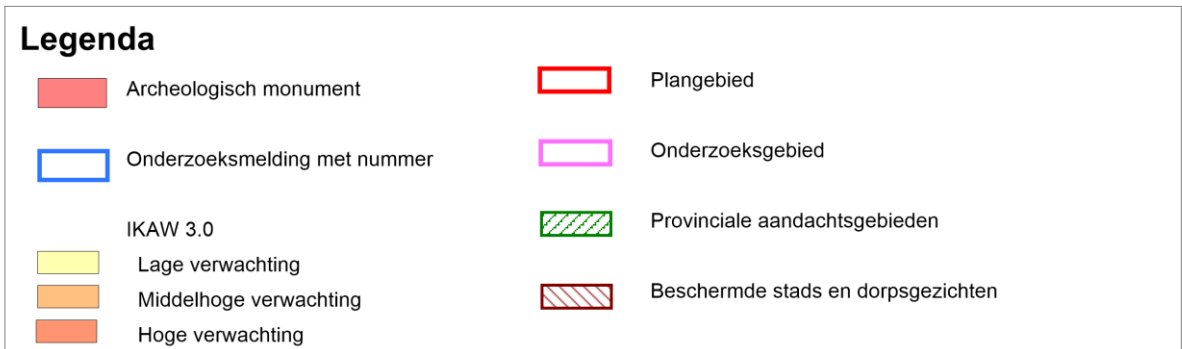 Legenda
Archeologisch monument
Onderzoeksmelding met nummer
IKAW 3.0
Lage verwachting
Middelhoge verwachting
Hoge verwachting
Plangebied
Onderzoeksgebied
Provinciale aandachtsgebieden
Beschermde stads en dorpsgezichten